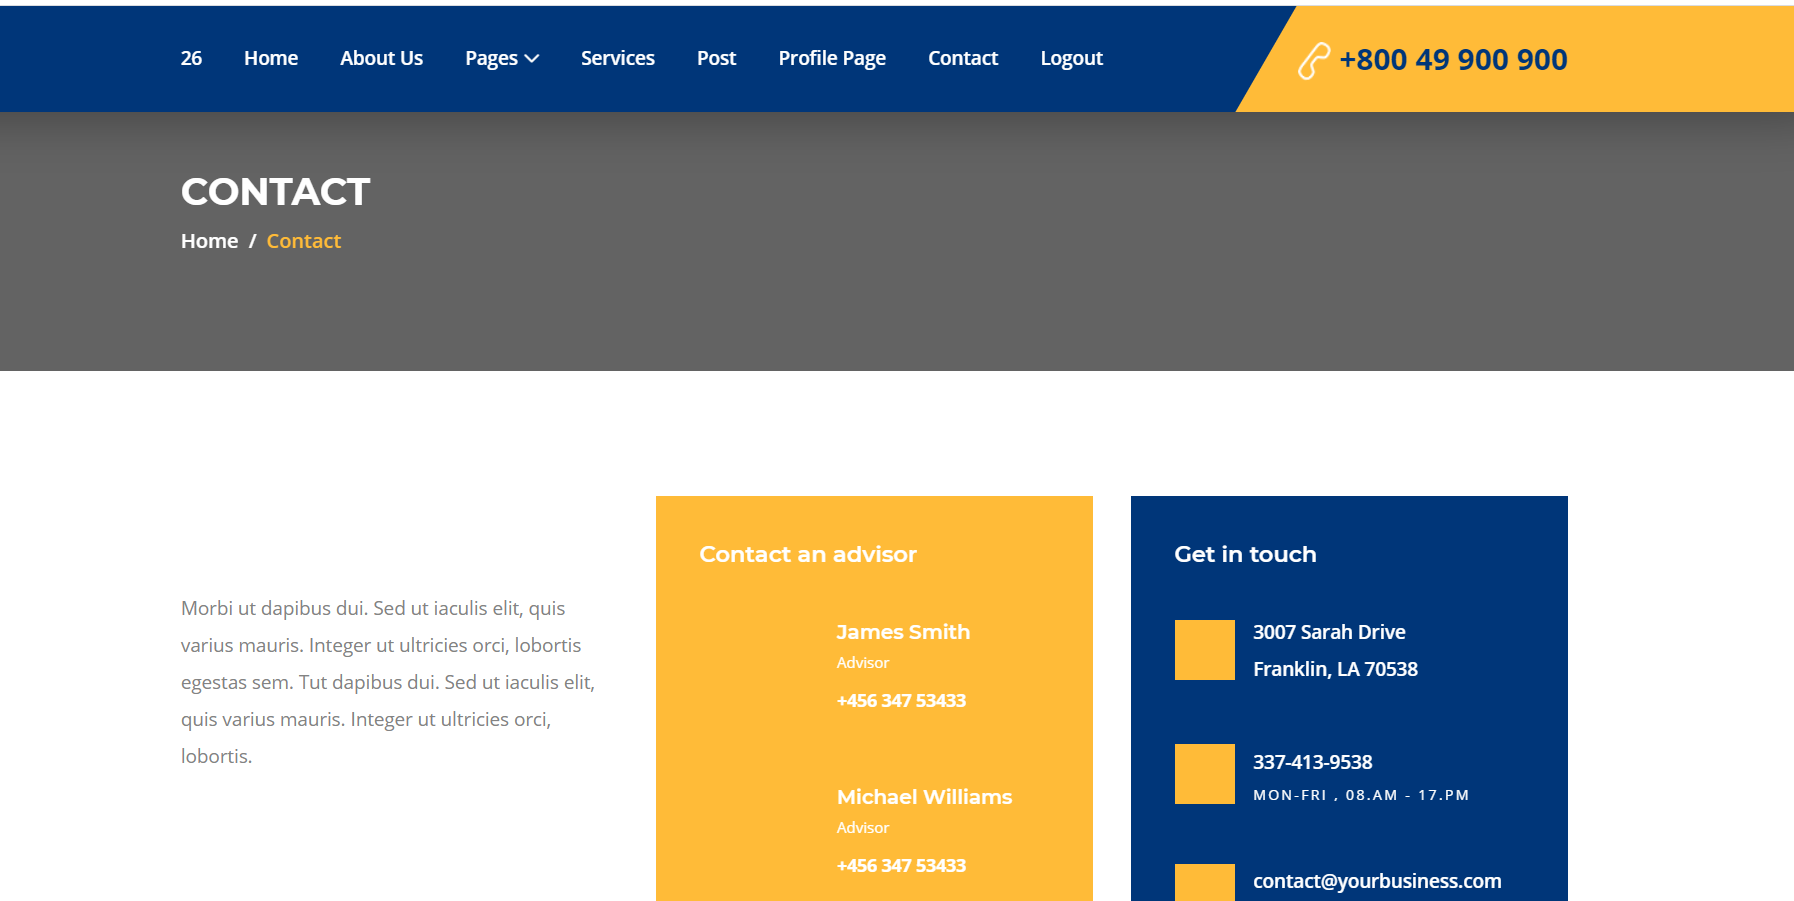 26 Home About Us Pages Services Post Profile Page Contact Logout +800 49 900 900
CONTACT
Home / Contact
Morbi ut dapibus dui. Sed ut iaculis elit, quis
varius mauris. Integer ut ultricies orci, lobortis
egestas sem. Tut dapibus dui. Sed ut iaculis elit,
quis varius mauris. Integer ut ultricies orci,
lobortis.
Contact an advisor
James Smith
Advisor
+456 347 53433
Michael Williams
Advisor
+456 347 53433
Get in touch
3007 Sarah Drive
Franklin, LA 70538
337-413-9538
MON-FRI , 08.AM - 17.PM
contact@yourbusiness.com